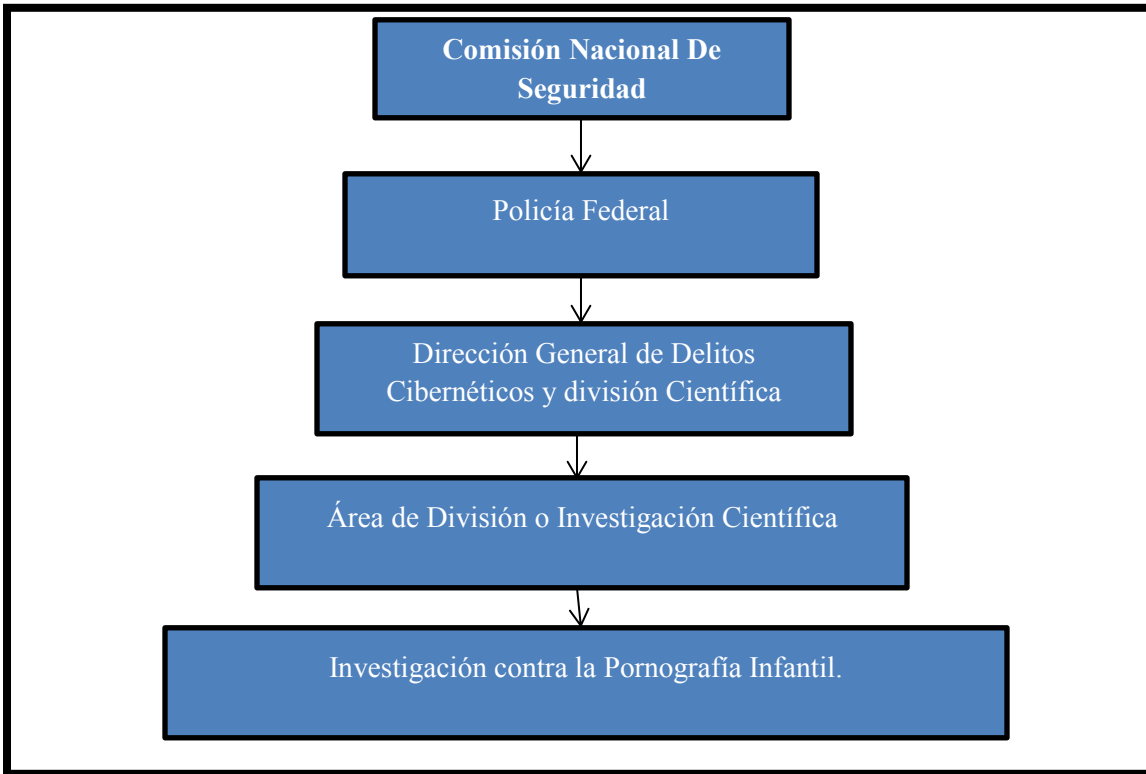 Comisión Nacional De
Seguridad
Policía Federal
Dirección General de Delitos
Cibernéticos y división Científica
Área de División o Investigación Científica
Investigación contra la Pornografía Infantil.